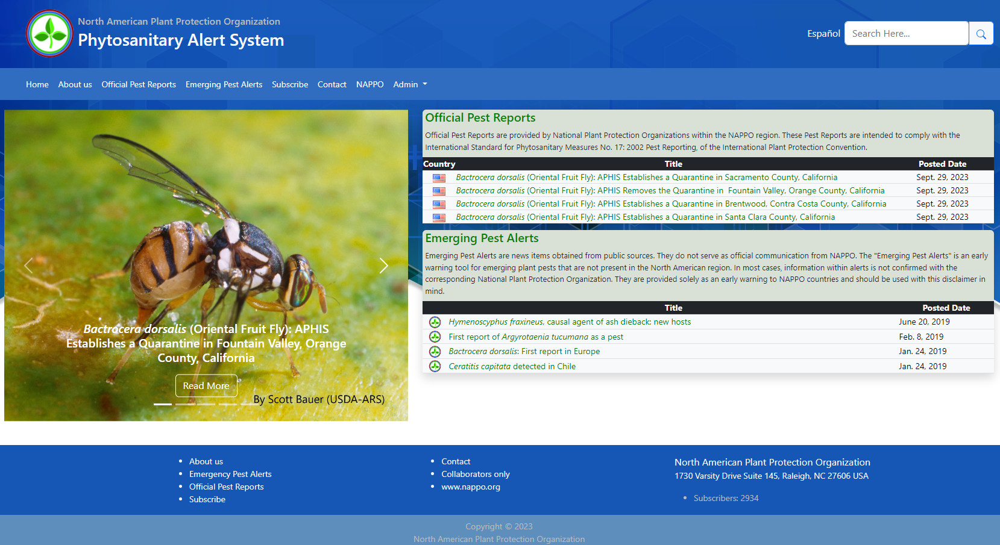 North American Plant Protection Organization
Phytosanitary Alert System
Español
Search Here...
Home About us Official Pest Reports Emerging Pest Alerts Subscribe Contact NAPPO Admin
Bactrocera dorsalis (Oriental Fruit Fly): APHIS
Establishes a Quarantine in Fountain Valley, Orange
County, California
Read More
By Scott Bauer (USDA-ARS)
Official Pest Reports
Official Pest Reports are provided by National Plant Protection Organizations within the NAPPO region. These Pest Reports are intended to comply with the
International Standard for Phytosanitary Measures No. 17: 2002 Pest Reporting, of the International Plant Protection Convention.
Country Title Posted Date
Bactrocera dorsalis (Oriental Fruit Fly): APHIS Establishes a Quarantine in Sacramento County, California Sept. 29, 2023
Bactrocera dorsalis (Oriental Fruit Fly): APHIS Removes the Quarantine in Fountain Valley, Orange County, California Sept. 29, 2023
Bactrocera dorsalis (Oriental Fruit Fly): APHIS Establishes a Quarantine in Brentwood, Contra Costa County, California Sept. 29, 2023
Bactrocera dorsalis (Oriental Fruit Fly): APHIS Establishes a Quarantine in Santa Clara County, California Sept. 29, 2023
Emerging Pest Alerts
Emerging Pest Alerts are news items obtained from public sources. They do not serve as official communication from NAPPO. The "Emerging Pest Alerts" is an early
warning tool for emerging plant pests that are not present in the North American region. In most cases, information within alerts is not confirmed with the
corresponding National Plant Protection Organization. They are provided solely as an early warning to NAPPO countries and should be used with this disclaimer in
mind.
Title Posted Date
Hymenoscyphus fraxineus, causal agent of ash dieback: new hosts June 20, 2019
First report of Argyrotaenia tucumana as a pest Feb. 8, 2019
Bactrocera dorsalis: First report in Europe Jan. 24, 2019
Ceratitis capitata detected in Chile Jan. 24, 2019
About us
Emergency Pest Alerts
Official Pest Reports
Subscribe
Contact
Collaborators only
www.nappo.org
North American Plant Protection Organization
1730 Varsity Drive Suite 145, Raleigh, NC 27606 USA
Subscribers: 2934
Copyright © 2023
North American Plant Protection Organization